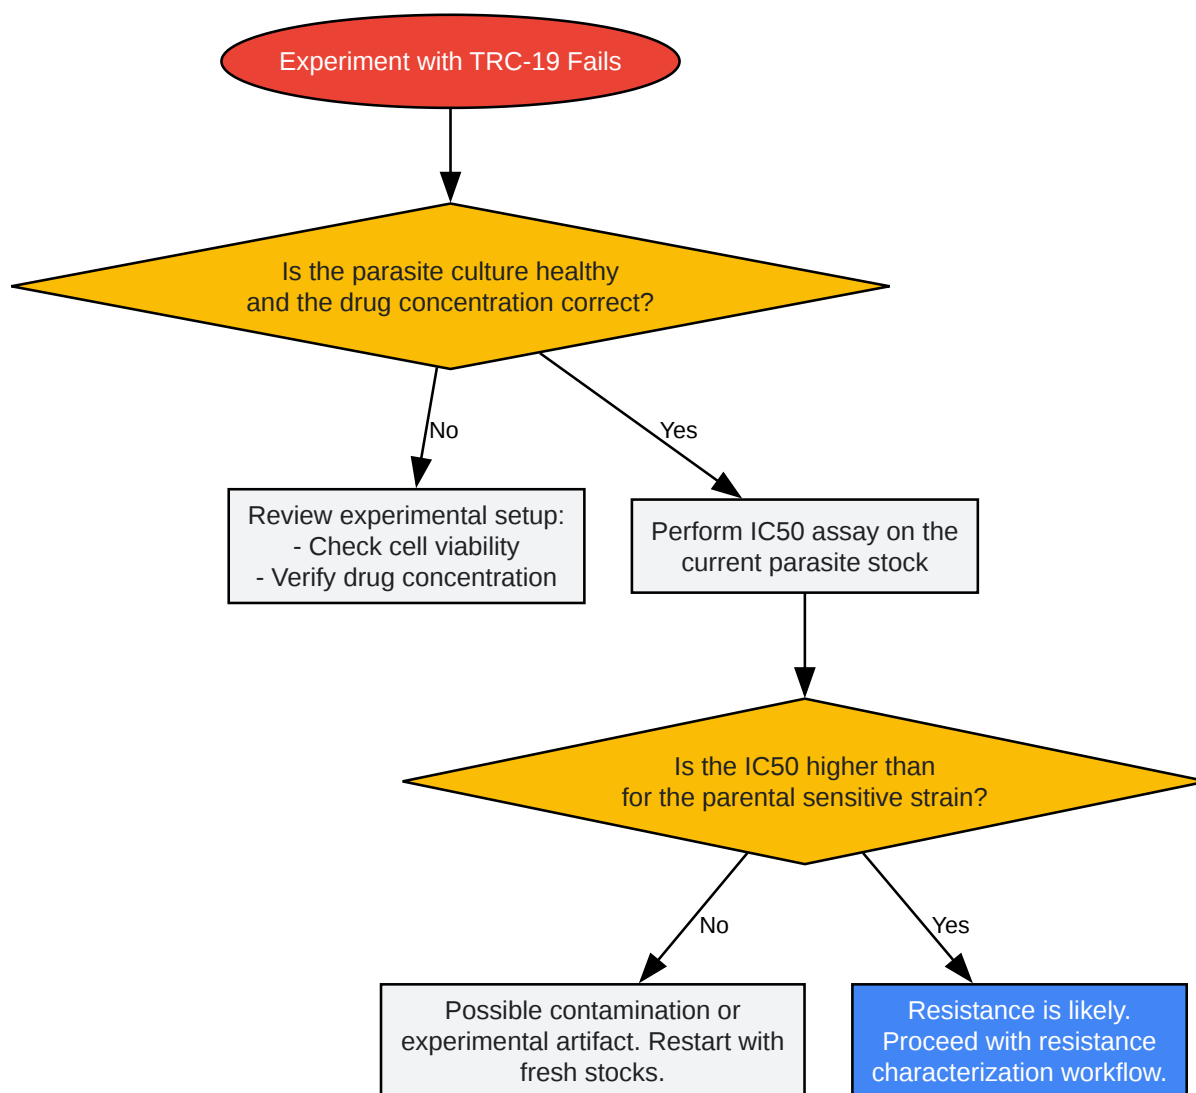 Experiment with TRC-19 Fails
Is the parasite culture healthy
and the drug concentration correct?
No
Yes
Review experimental setup:
- Check cell viability
- Verify drug concentration
Perform IC50 assay on the
current parasite stock
Is the IC50 higher than
for the parental sensitive strain?
No
Yes
Possible contamination or
experimental artifact. Restart with
fresh stocks.
Resistance is likely.
Proceed with resistance
characterization workflow.